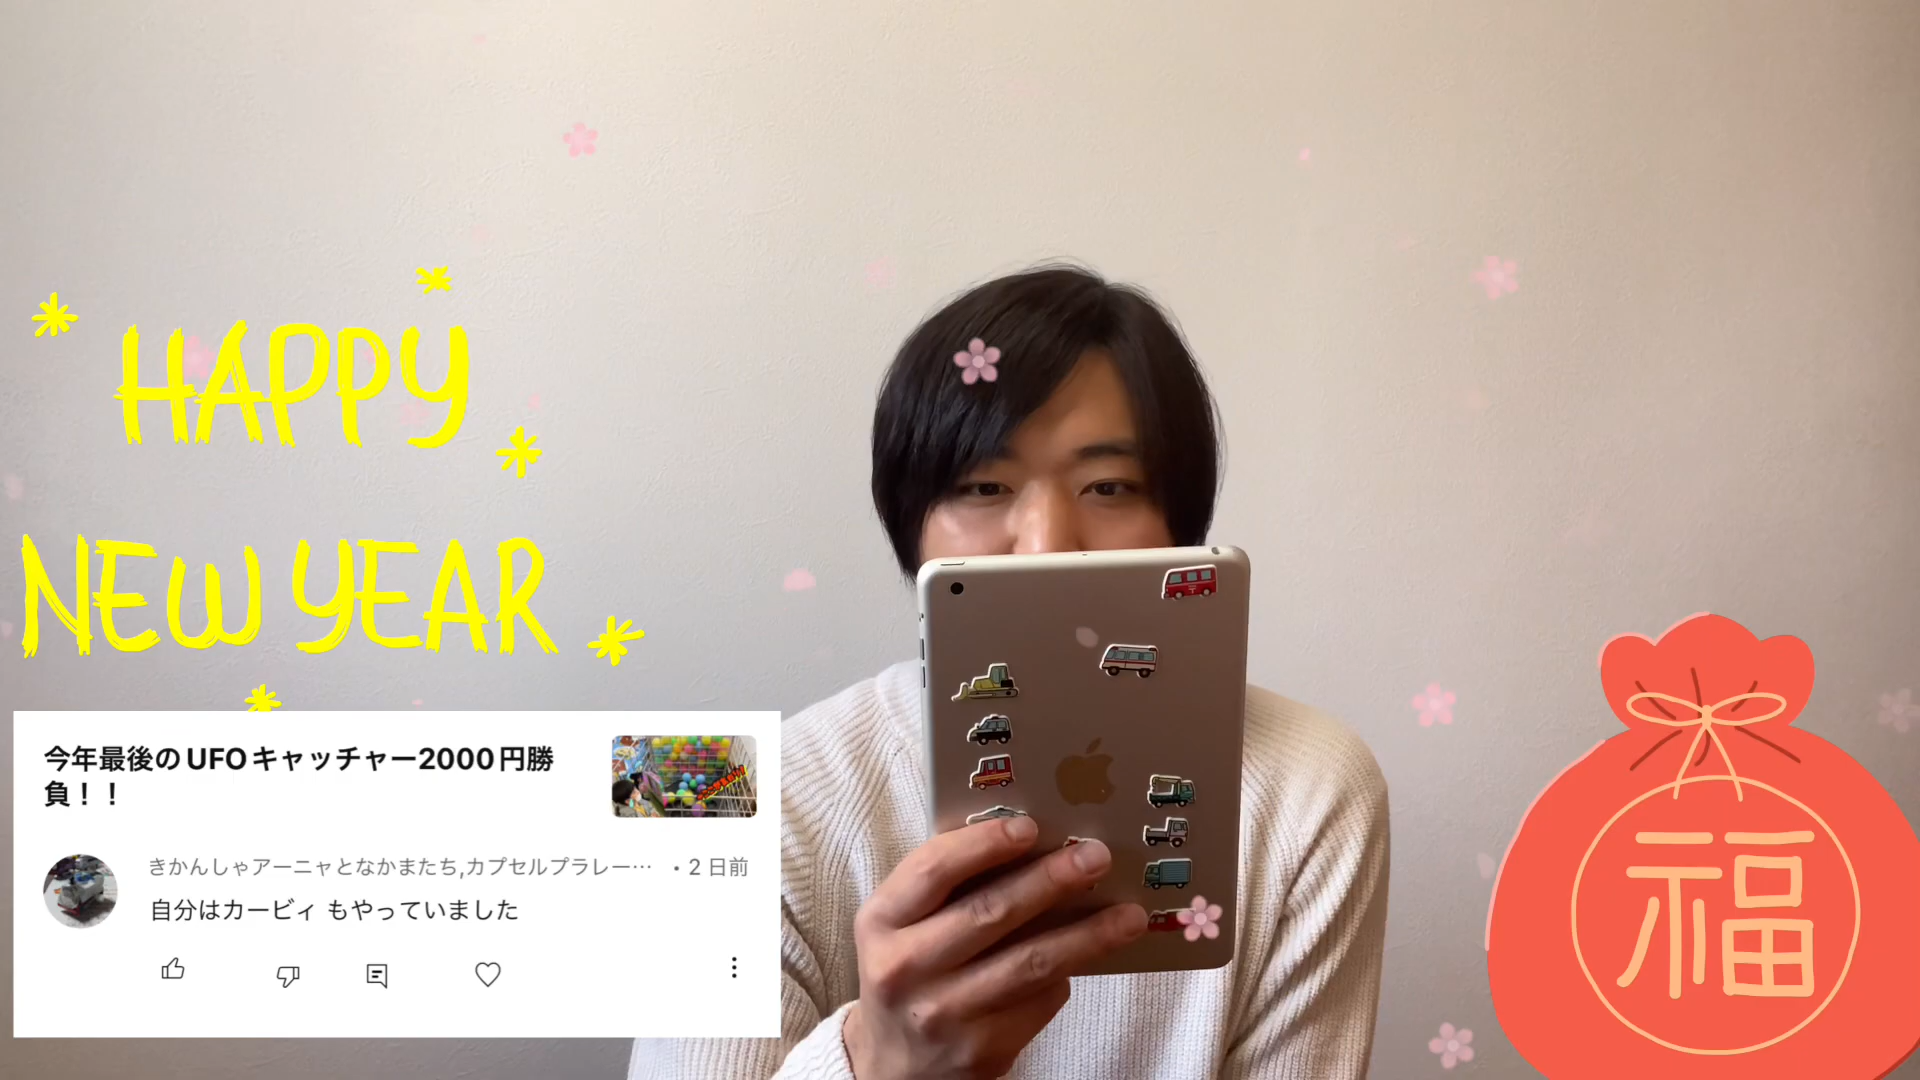 HAPPY
NEW YEAR
今年最後のUFOキャッチャー2000円勝
負！！
きかんしゃアーニャとなかまたち,カプセルプラレー… ・2 日前
自分はカービィ もやっていました
福